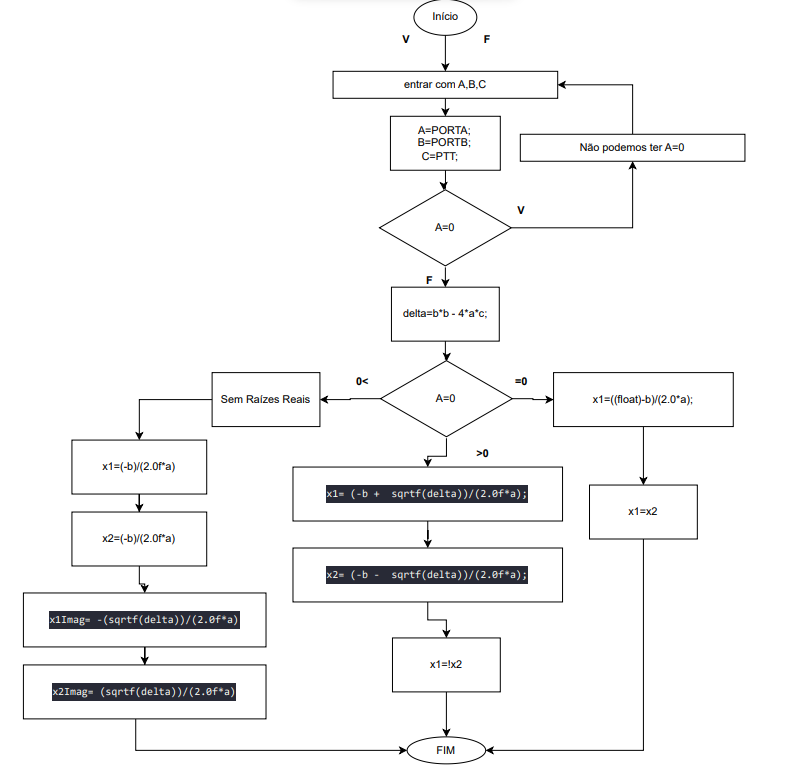 Início
V
F
entrar com A,B,C
A=PORTA;
B=PORTB;
C=PTT;
Não podemos ter A=0
V
A=0
F
delta=b*b - 4*a*c;
0<
=0
Sem Raízes Reais
A=0
x1=((float)-b)/(2.0*a);
>0
x1=(-b)/(2.0f*a)
x1= (-b +  sqrtf(delta))/(2.0f*a);
x1=x2
x2=(-b)/(2.0f*a)
x2= (-b -  sqrtf(delta))/(2.0f*a);
x1Imag= -(sqrtf(delta))/(2.0f*a)
x1=!x2
x2Imag= (sqrtf(delta))/(2.0f*a)
FIM